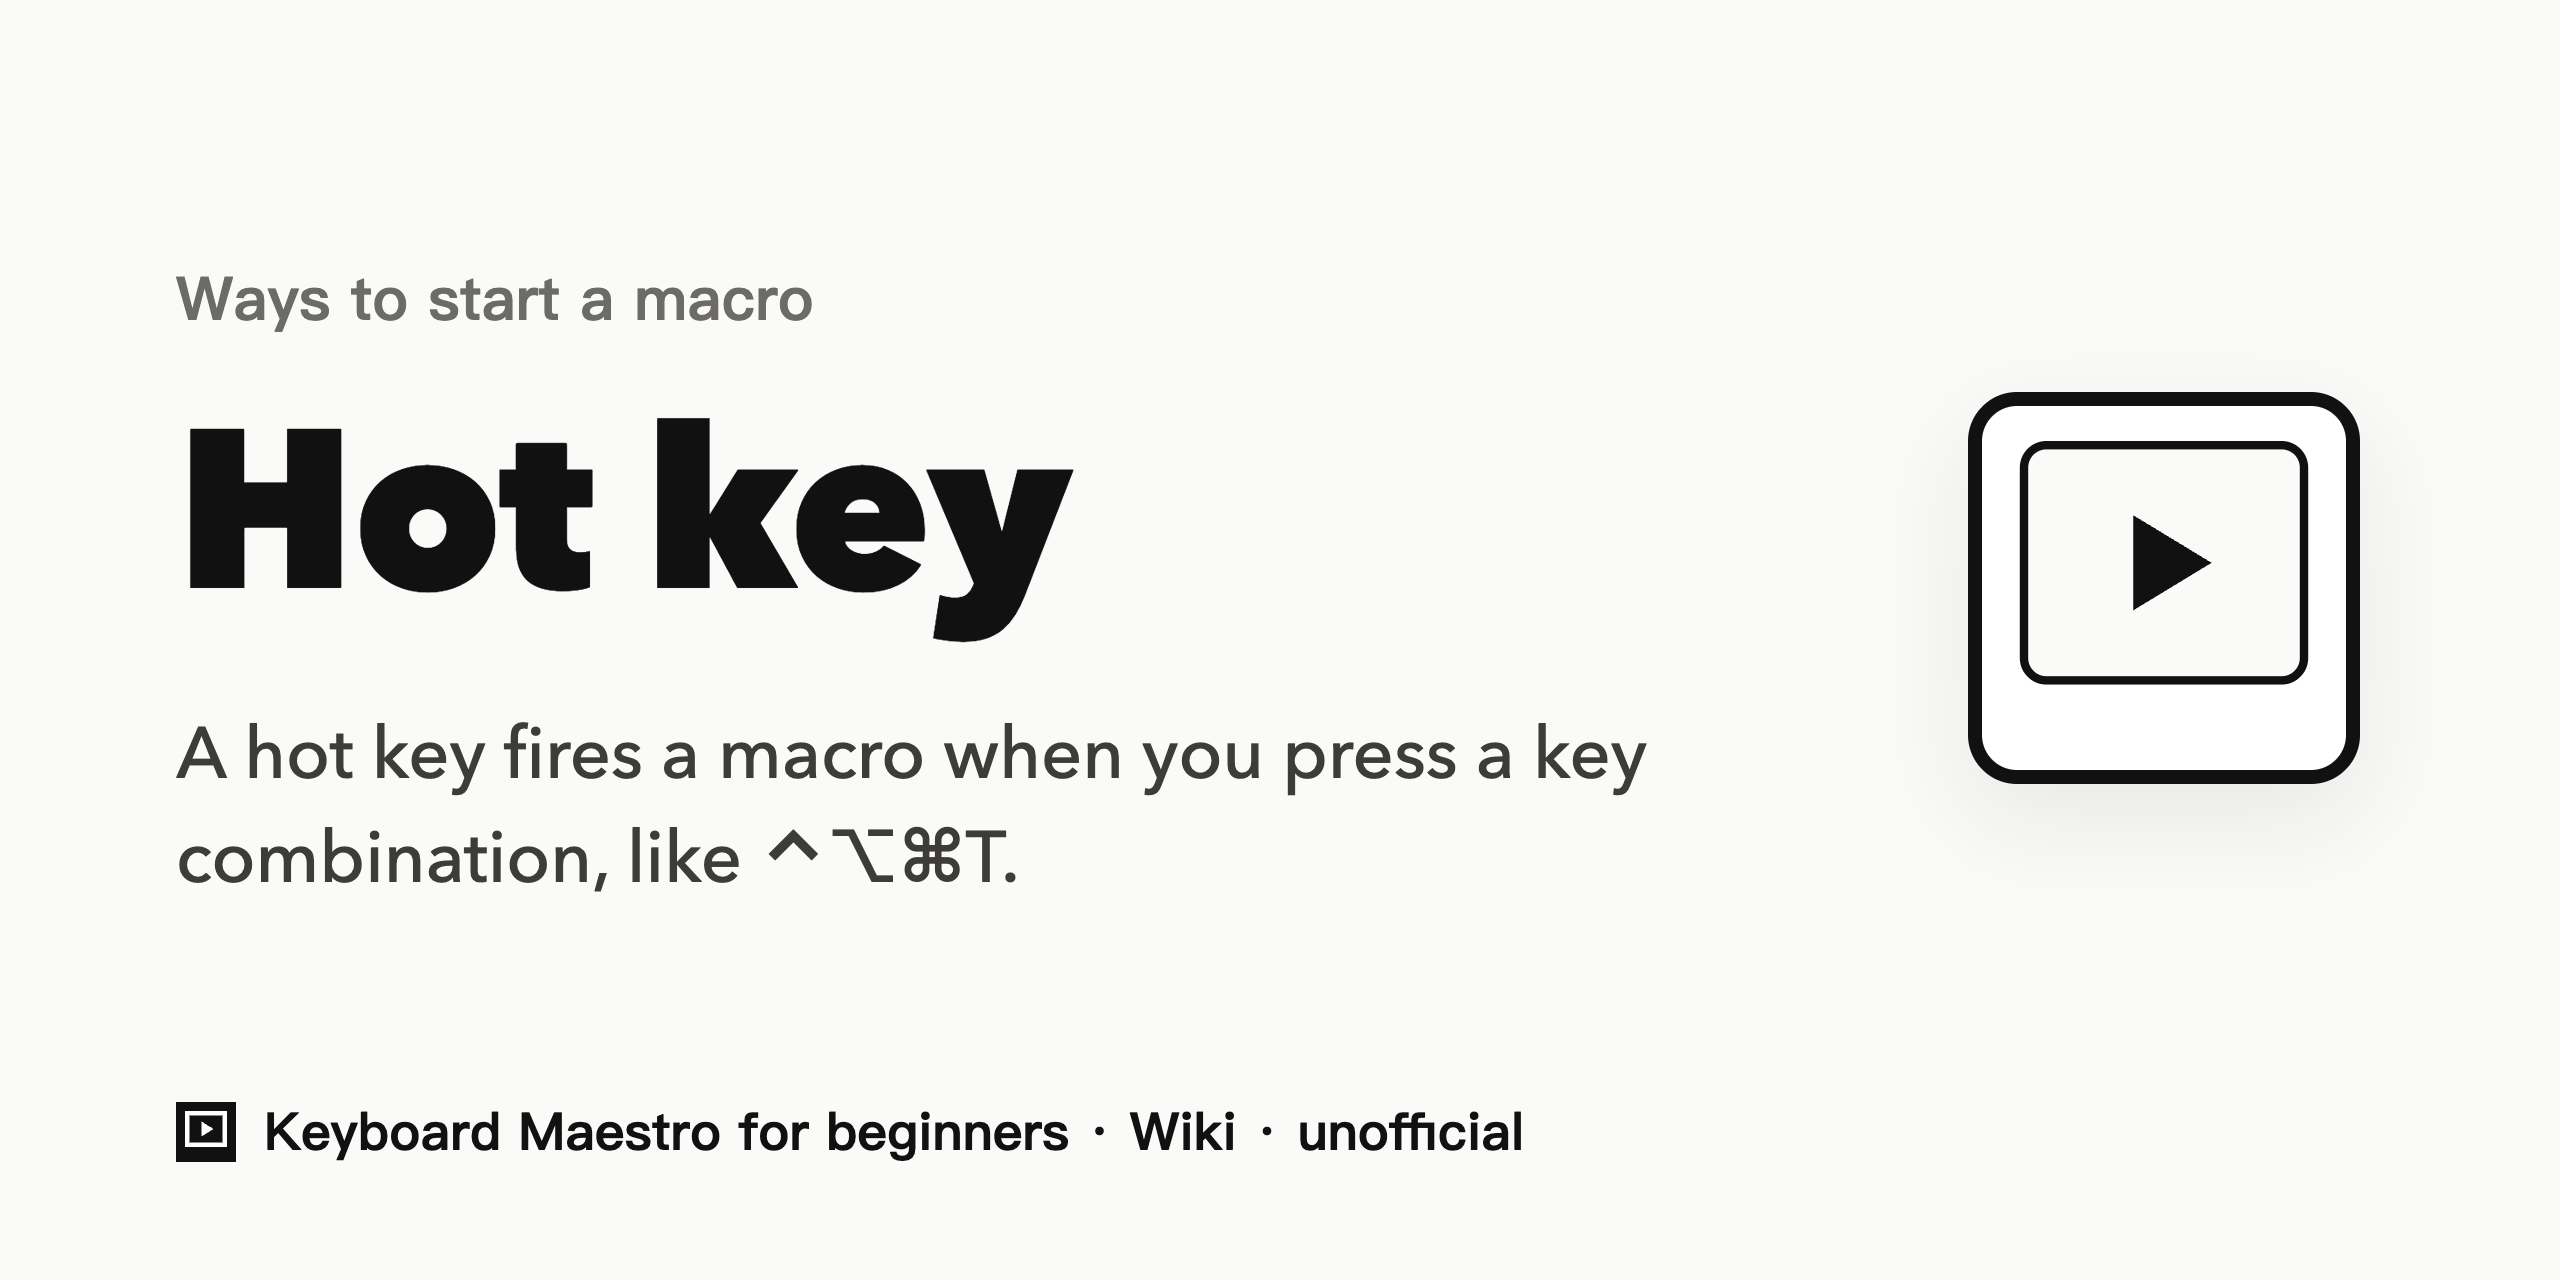 Ways to start a macro
Hot key
A hot key fires a macro when you press a key
combination, like ⌃⌥⌘T.
Keyboard Maestro for beginners · Wiki · unofficial